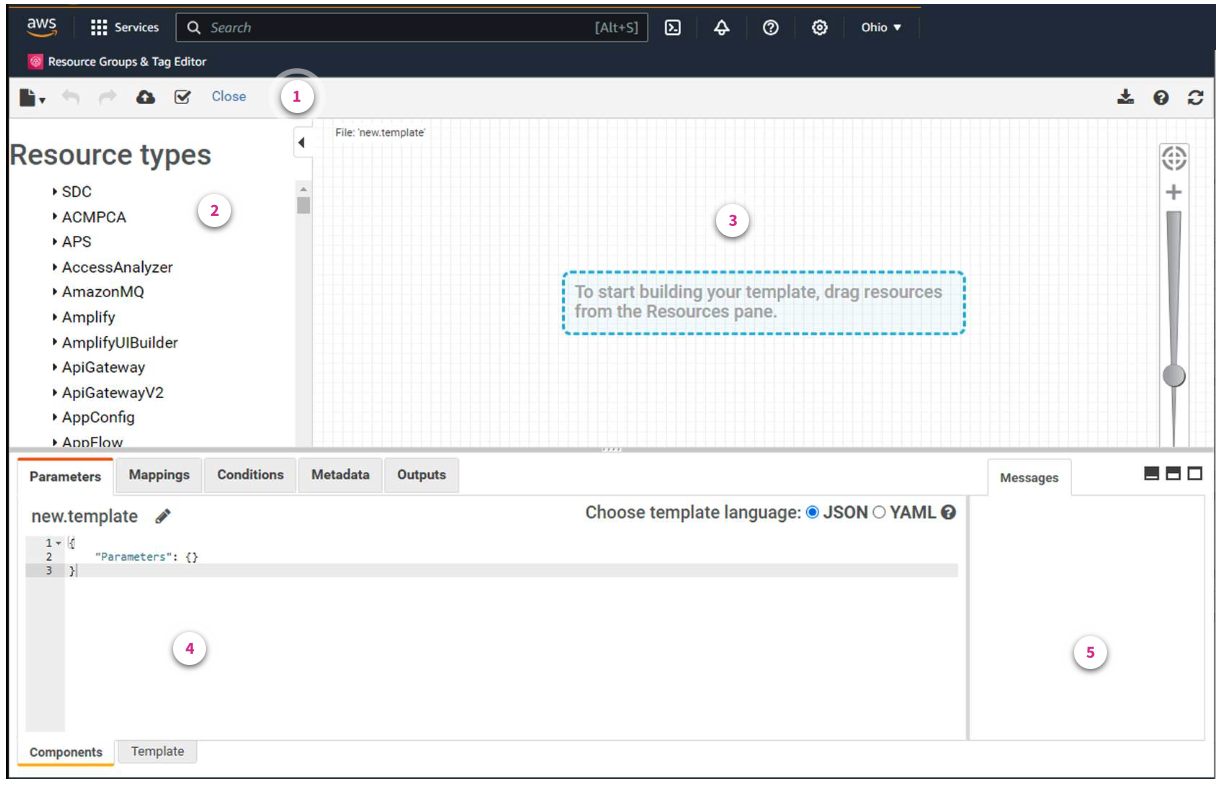 aws
Services
Search
[Alt+S]
Ohio
Resource Groups & Tag Editor
Close
1
File: 'new.template'
Resource types
SDC
2
ACMPCA
3
APS
AccessAnalyzer
AmazonMQ
To start building your template, drag resources
from the Resources pane.
Amplify
AmplifyUIBuilder
ApiGateway
ApiGatewayV2
AppConfig
AppFlow
Parameters
Mappings
Conditions
Metadata
Outputs
Messages
new.template
Choose template language: JSON YAML
1 {
2 "Parameters": {}
3 }
4
5
Components
Template